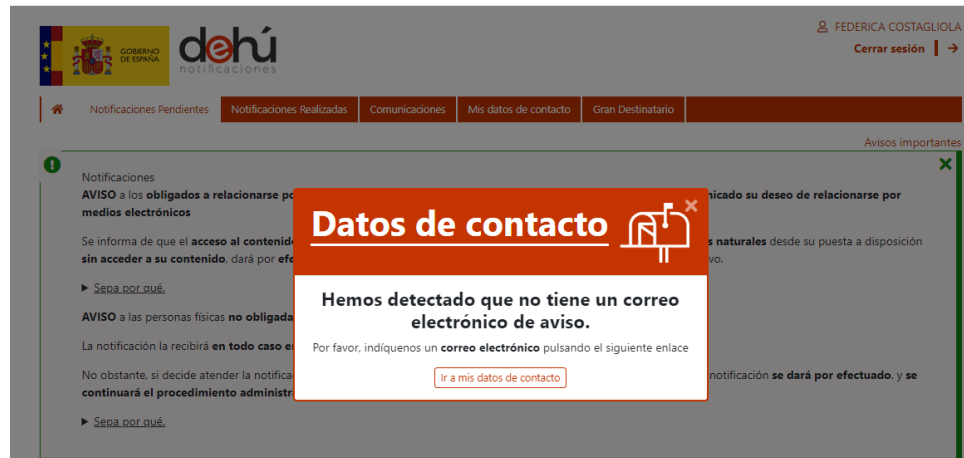 FEDERICA COSTAGLIOLA
Cerrar sesión
GOBIERNO
DE ESPAÑA
dehú
notificaciones
Notificaciones Pendientes Notificaciones Realizadas Comunicaciones Mis datos de contacto Gran Destinatario
Avisos importantes
Notificaciones
AVISO a los obligados a relacionarse po nicado su deseo de relacionarse por
medios electrónicos
Se informa de que el acceso al contenid s naturales desde su puesta a disposición
sin acceder a su contenido, dará por efe vo.
Sepa por qué.
AVISO a las personas físicas no obligada
La notificación la recibirá en todo caso e
No obstante, si decide atender la notifica notificación se dará por efectuado, y se
continuará el procedimiento administr
Sepa por qué.
Datos de contacto
Hemos detectado que no tiene un correo
electrónico de aviso.
Por favor, indíquenos un correo electrónico pulsando el siguiente enlace
Ir a mis datos de contacto